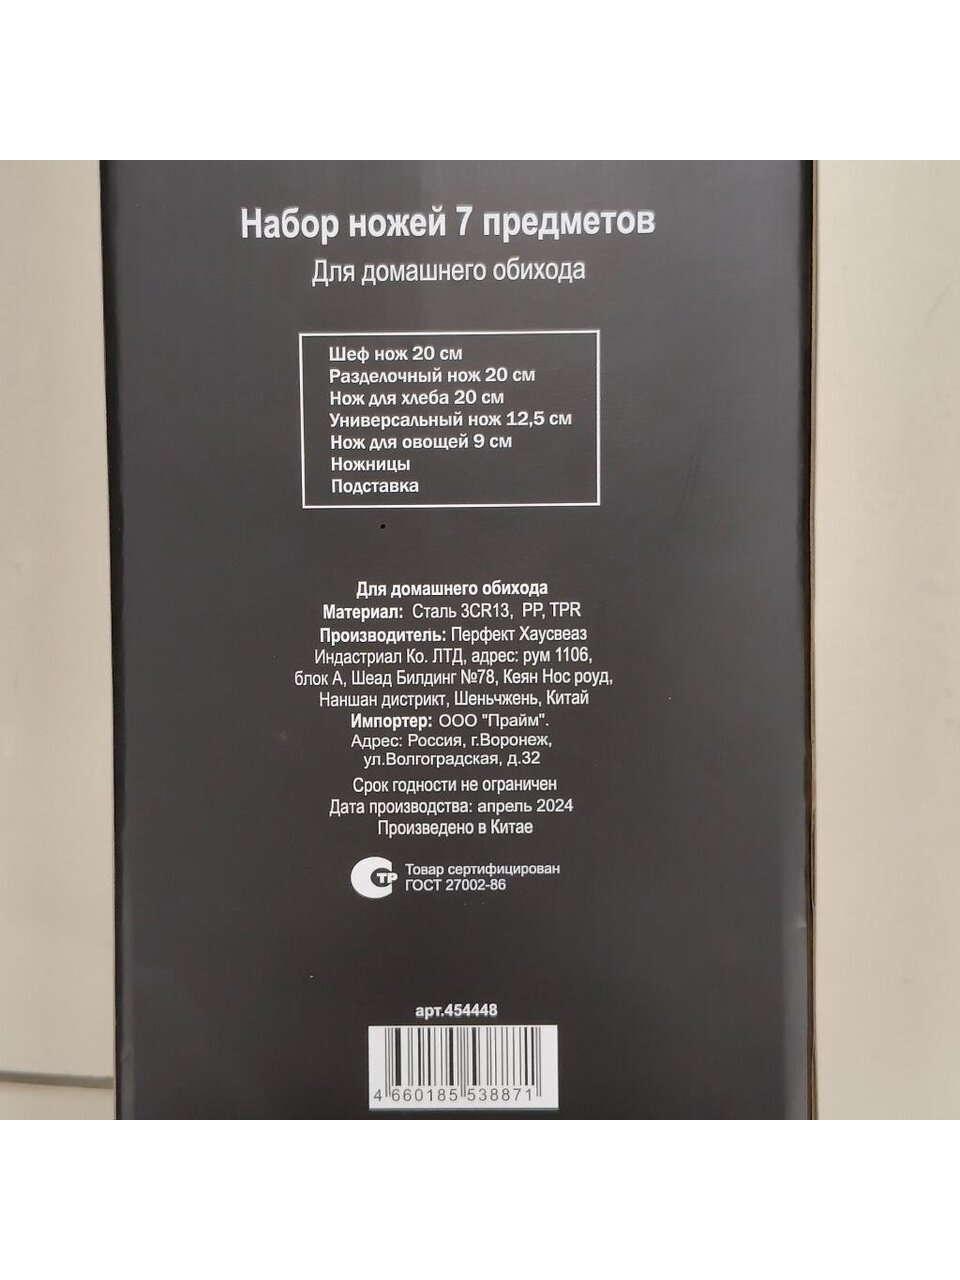 Набор ножей 7 предметов
Для домашнего обихода
Шеф нож 20 см
Разделочный нож 20 см
Нож для хлеба 20 см
Универсальный нож 12,5 см
Нож для овощей 9 см
Ножницы
Подставка
Для домашнего обихода
Материал: Сталь 3CR13, PP, TPR
Производитель: Перфект Хаусвеаз
Индастриал Ко. ЛТД, адрес: рум 1106,
блок А, Шеад Билдинг №78, Кеян Нос роуд,
Наншан дистрикт, Шеньчжень, Китай
Импортер: ООО "Прайм".
Адрес: Россия, г.Воронеж,
ул.Волгоградская, д.32
Срок годности не ограничен
Дата производства: апрель 2024
Произведено в Китае
СТР Товар сертифицирован
ГОСТ 27002-86
арт.454448
4 660185 538871